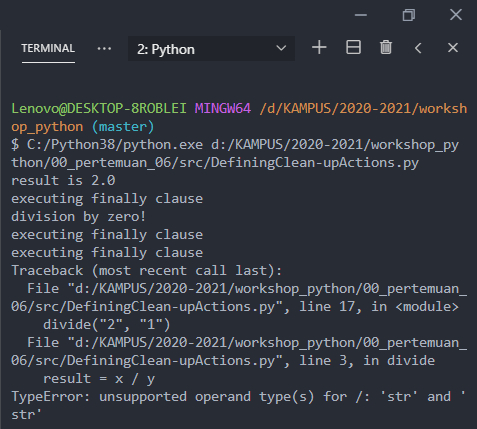 TERMINAL ... 2: Python
Lenovo@DESKTOP-8ROBLEI MINGW64 /d/KAMPUS/2020-2021/worksh
op_python (master)
$ C:/Python38/python.exe d:/KAMPUS/2020-2021/workshop_py
thon/00_pertemuan_06/src/DefiningClean-upActions.py
result is 2.0
executing finally clause
division by zero!
executing finally clause
executing finally clause
Traceback (most recent call last):
  File "d:/KAMPUS/2020-2021/workshop_python/00_pertemuan_
06/src/DefiningClean-upActions.py", line 17, in <module>
    divide("2", "1")
  File "d:/KAMPUS/2020-2021/workshop_python/00_pertemuan_
06/src/DefiningClean-upActions.py", line 3, in divide
    result = x / y
TypeError: unsupported operand type(s) for /: 'str' and '
str'